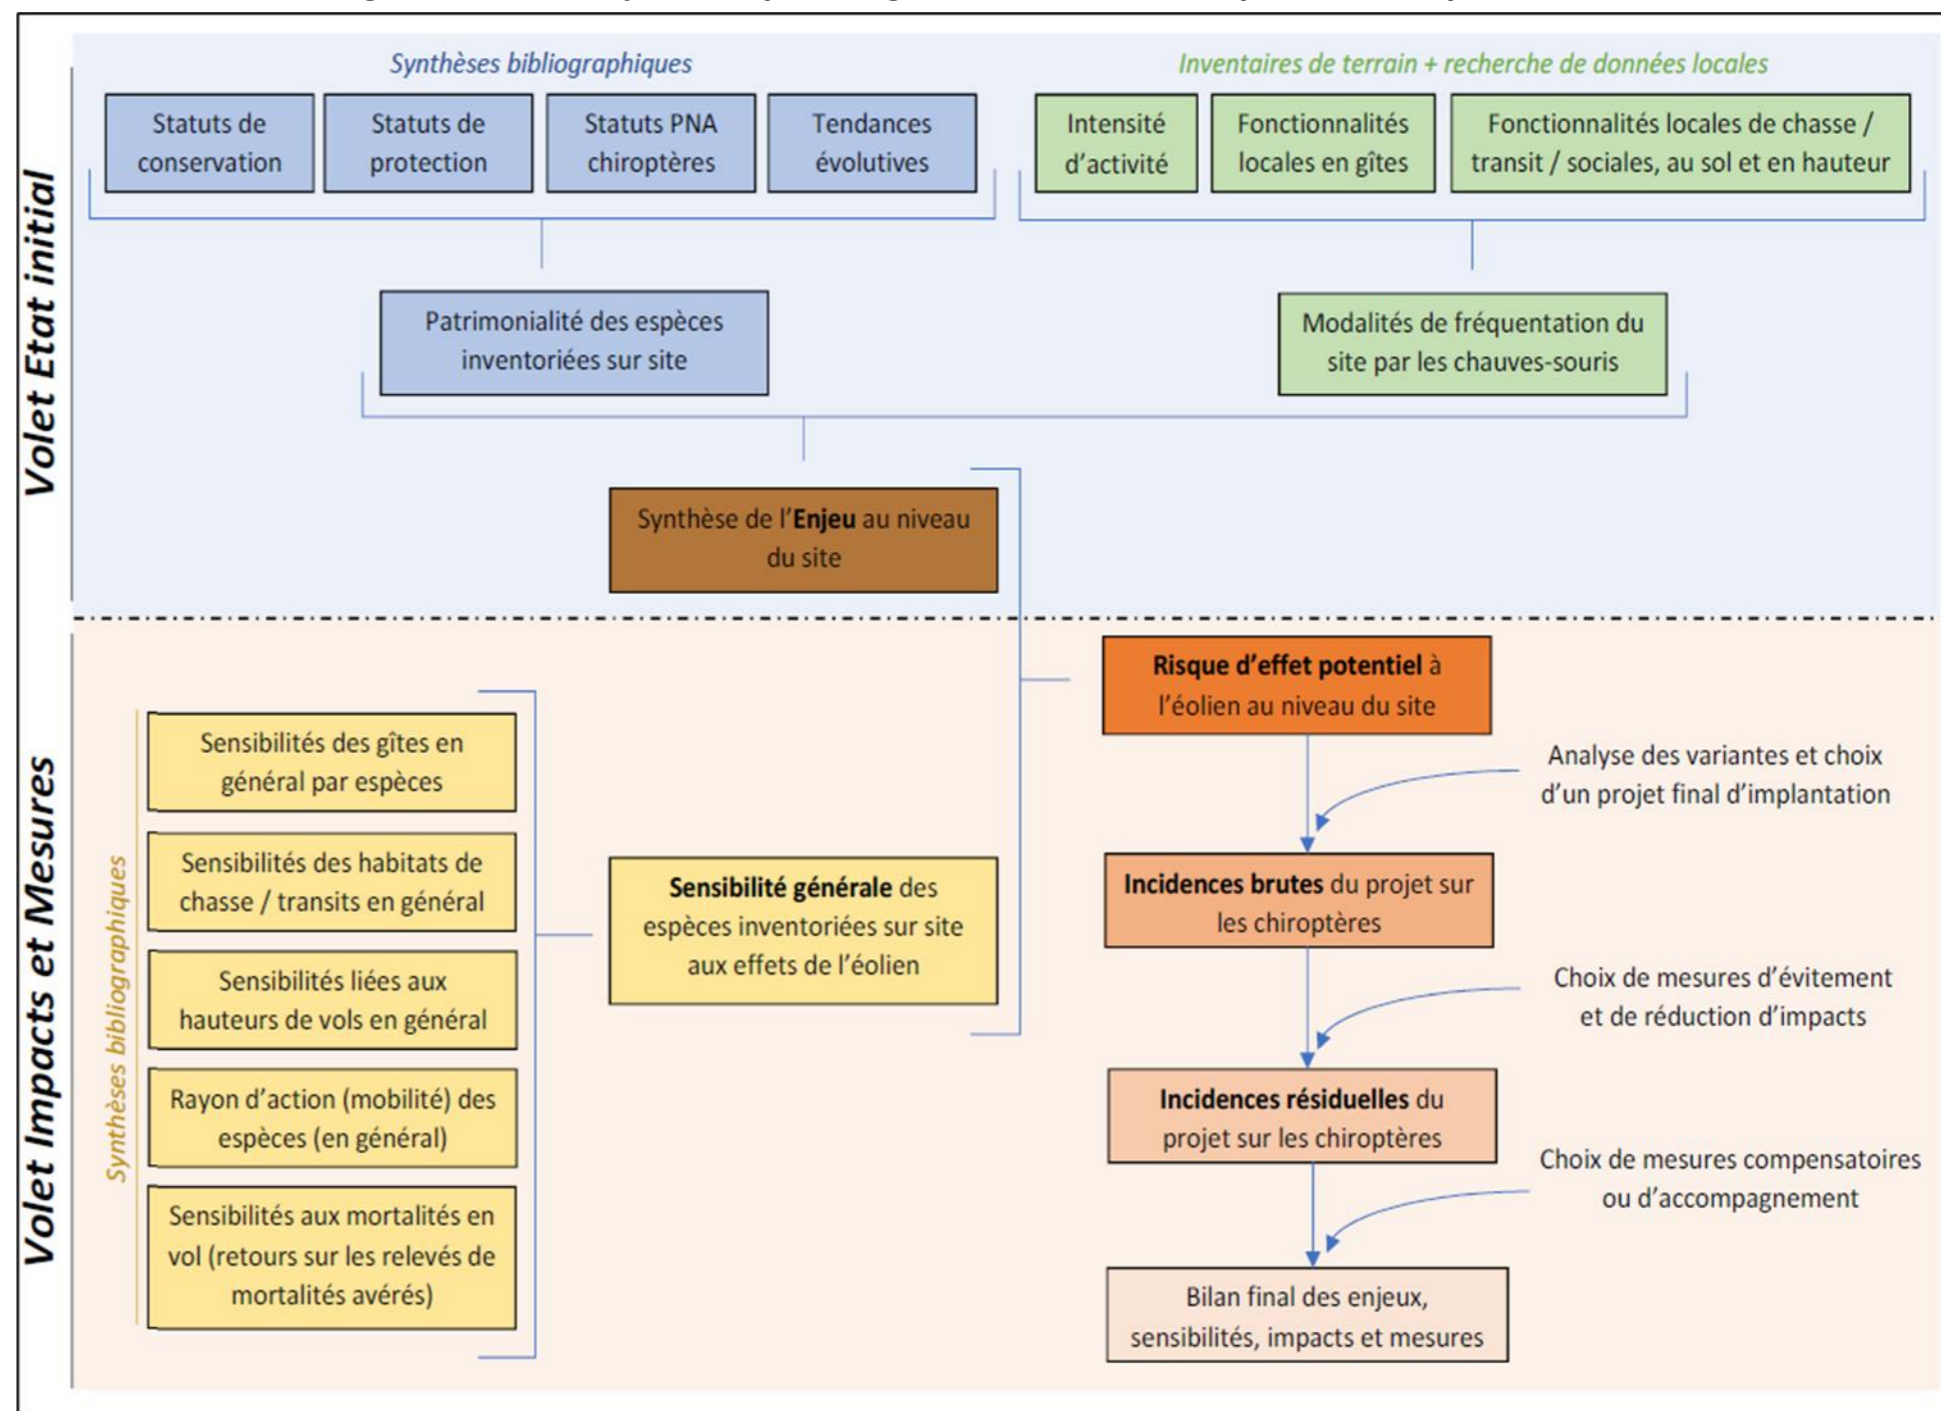 Volet Etat initial
Synthèses bibliographiques
Statuts de
conservation
Statuts de
protection
Statuts PNA
chiroptères
Tendances
évolutives
Inventaires de terrain + recherche de données locales
Intensité
d’activité
Fonctionnalités
locales en gîtes
Fonctionnalités locales de chasse /
transit / sociales, au sol et en hauteur
Patrimonialité des espèces
inventoriées sur site
Modalités de fréquentation du
site par les chauves-souris
Synthèse de l’Enjeu au niveau
du site
Volet Impacts et Mesures
Synthèses bibliographiques
Sensibilités des gîtes en
général par espèces
Sensibilités des habitats de
chasse / transits en général
Sensibilités liées aux
hauteurs de vols en général
Rayon d’action (mobilité) des
espèces (en général)
Sensibilités aux mortalités en
vol (retours sur les relevés de
mortalités avérés)
Sensibilité générale des
espèces inventoriées sur site
aux effets de l’éolien
Risque d’effet potentiel à
l’éolien au niveau du site
Analyse des variantes et choix
d’un projet final d’implantation
Incidences brutes du projet sur
les chiroptères
Choix de mesures d’évitement
et de réduction d’impacts
Incidences résiduelles du
projet sur les chiroptères
Choix de mesures compensatoires
ou d’accompagnement
Bilan final des enjeux,
sensibilités, impacts et mesures